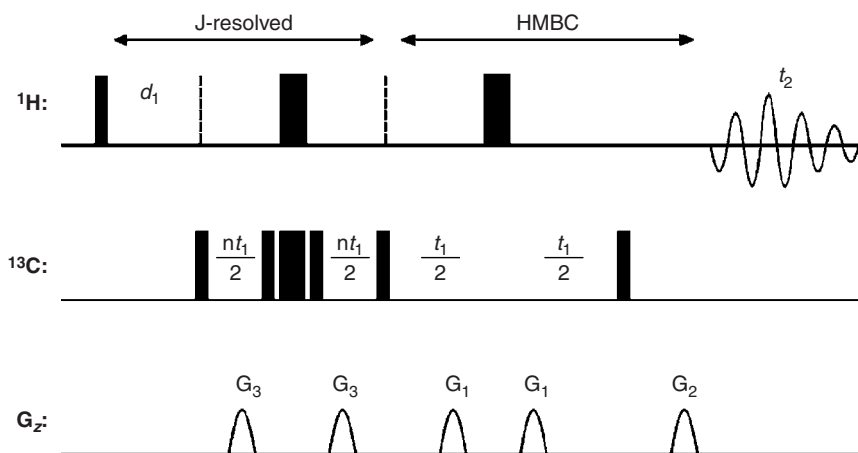 J-resolved HMBC
¹H: d₁ t₂
¹³C: nt₁/2 nt₁/2 t₁/2 t₁/2
G_z: G₃ G₃ G₁ G₁ G₂